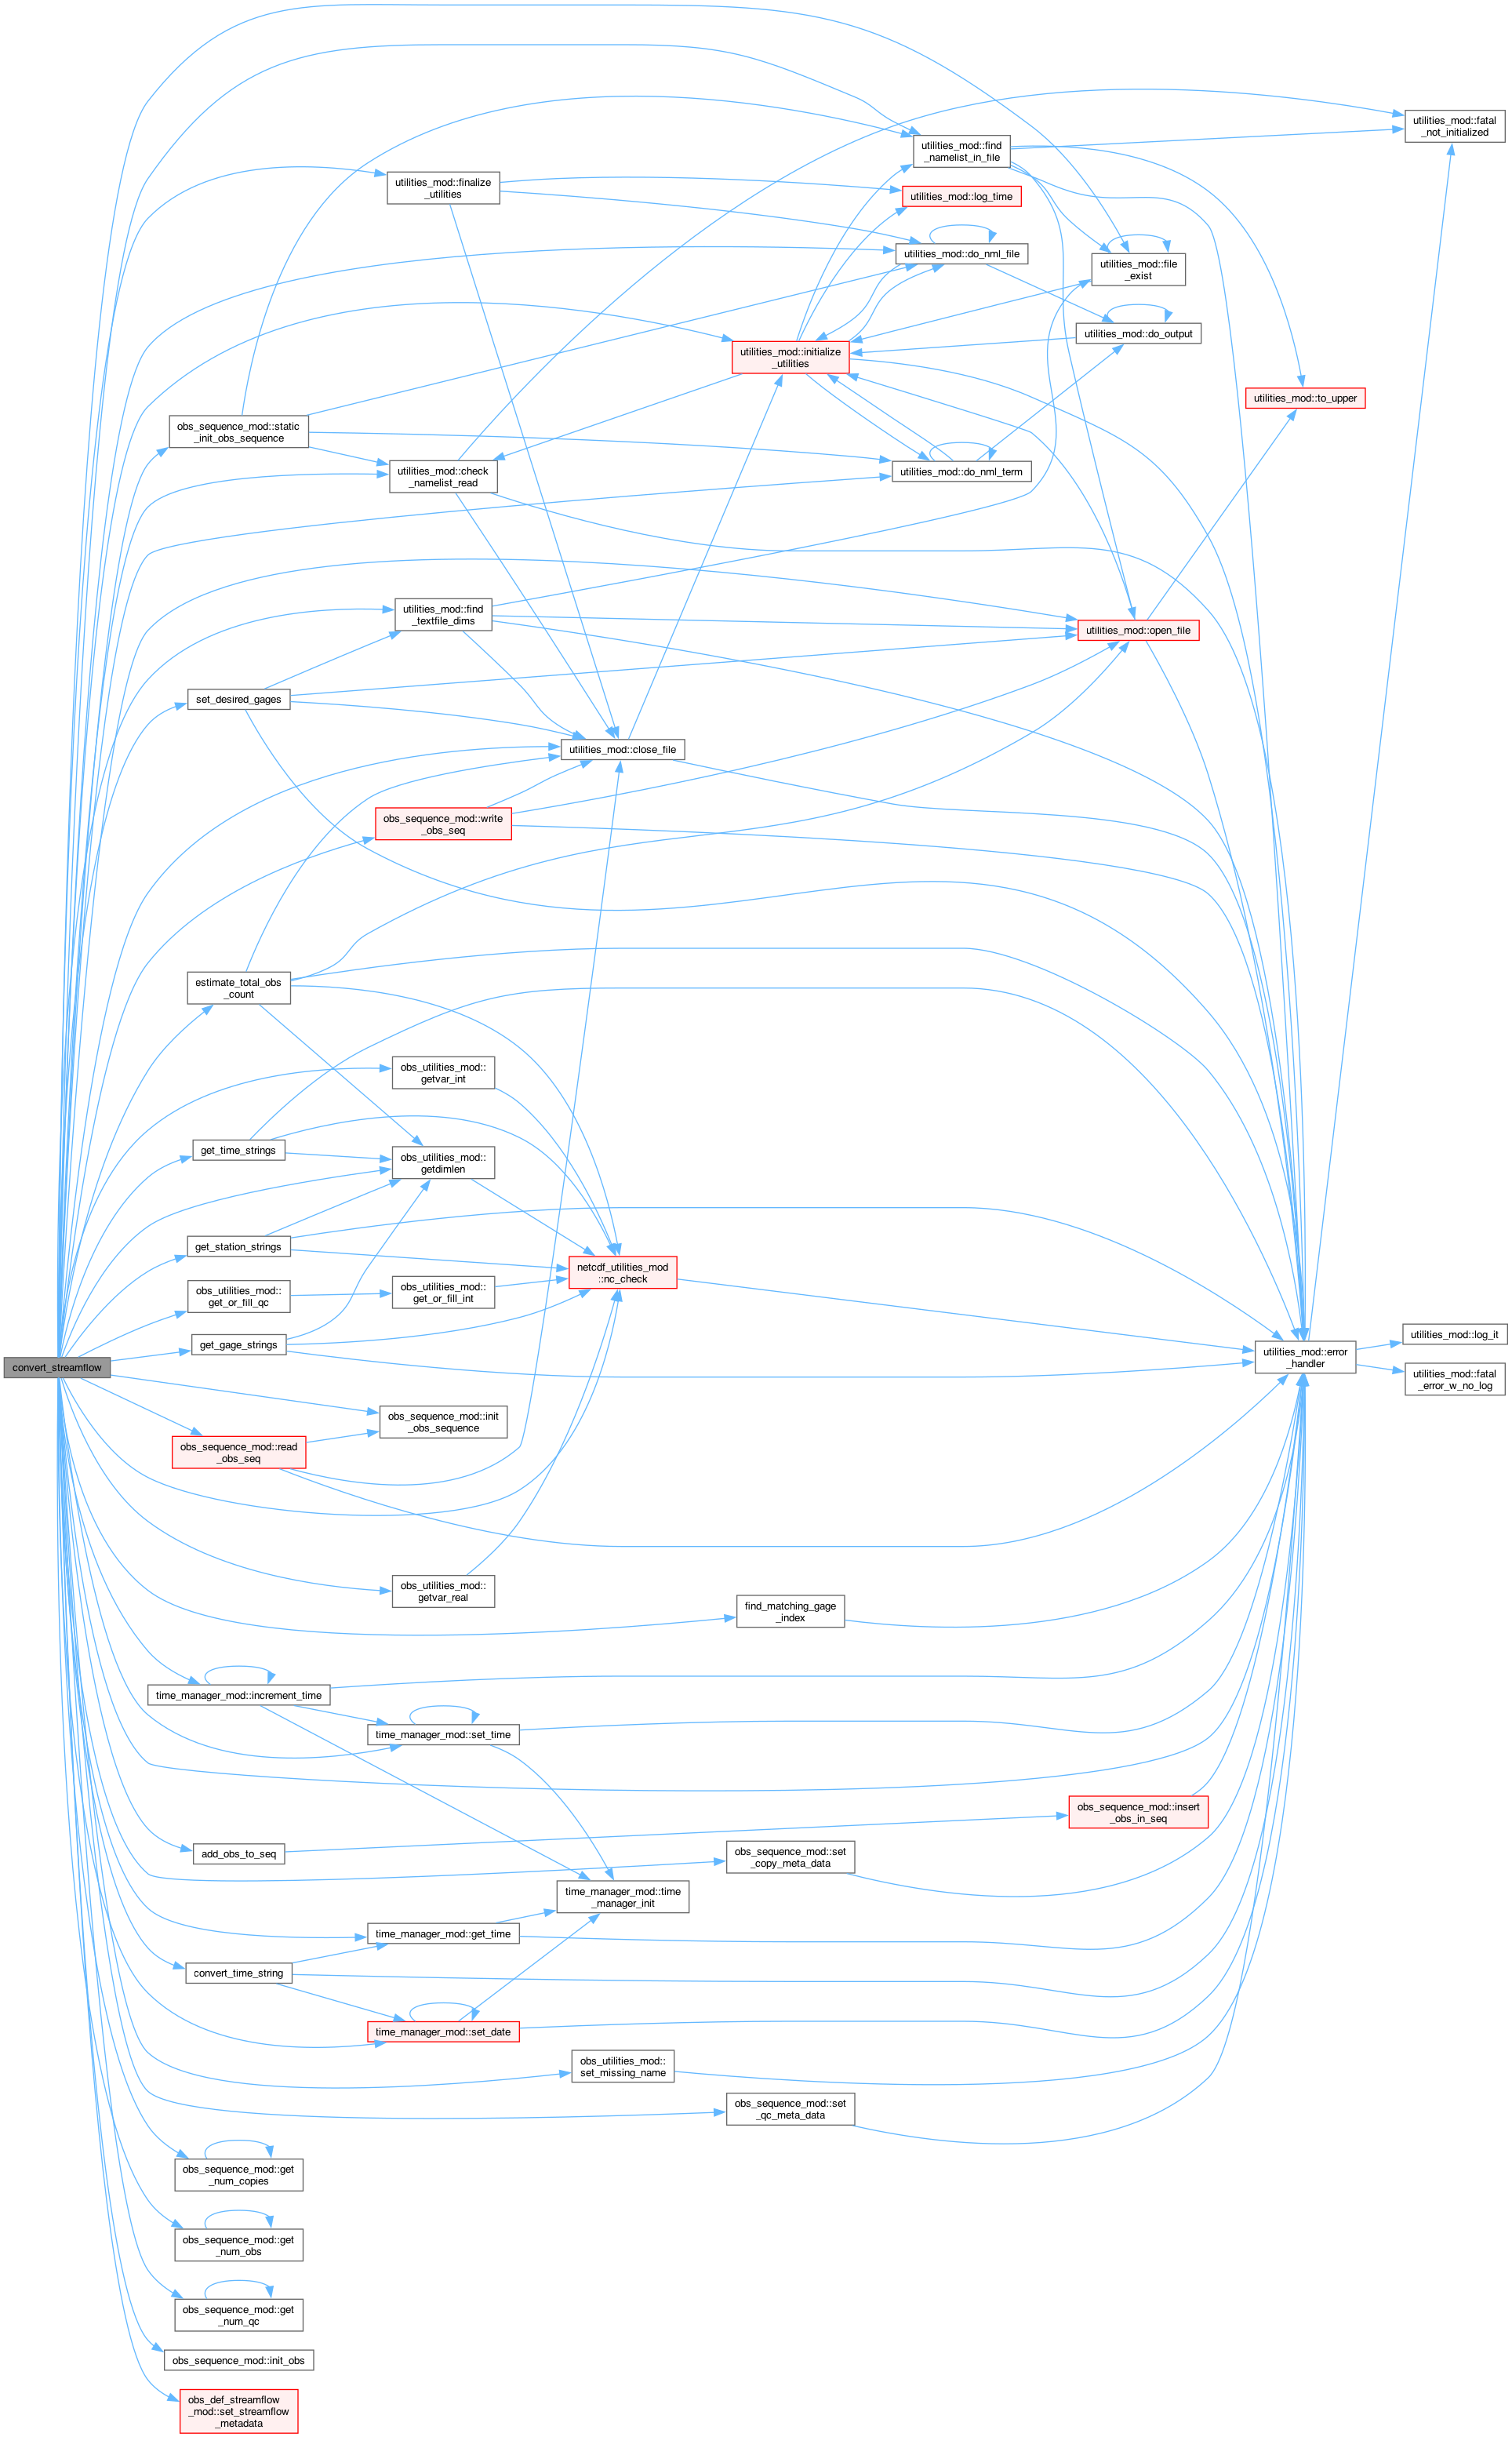 utilities_mod::fatal
_not_initialized
utilities_mod::find
_namelist_in_file
utilities_mod::finalize
_utilities
utilities_mod::log_time
utilities_mod::do_nml_file
utilities_mod::file
_exist
utilities_mod::do_output
utilities_mod::initialize
_utilities
utilities_mod::to_upper
obs_sequence_mod::static
_init_obs_sequence
utilities_mod::check
_namelist_read
utilities_mod::do_nml_term
utilities_mod::find
_textfile_dims
utilities_mod::open_file
set_desired_gages
utilities_mod::close_file
obs_sequence_mod::write
_obs_seq
estimate_total_obs
_count
obs_utilities_mod::
getvar_int
get_time_strings
obs_utilities_mod::
getdimlen
get_station_strings
netcdf_utilities_mod
::nc_check
obs_utilities_mod::
get_or_fill_qc
obs_utilities_mod::
get_or_fill_int
get_gage_strings
utilities_mod::log_it
utilities_mod::error
_handler
convert_streamflow
utilities_mod::fatal
_error_w_no_log
obs_sequence_mod::init
_obs_sequence
obs_sequence_mod::read
_obs_seq
obs_utilities_mod::
getvar_real
find_matching_gage
_index
time_manager_mod::increment_time
time_manager_mod::set_time
obs_sequence_mod::insert
_obs_in_seq
add_obs_to_seq
obs_sequence_mod::set
_copy_meta_data
time_manager_mod::time
_manager_init
time_manager_mod::get_time
convert_time_string
time_manager_mod::set_date
obs_utilities_mod::
set_missing_name
obs_sequence_mod::set
_qc_meta_data
obs_sequence_mod::get
_num_copies
obs_sequence_mod::get
_num_obs
obs_sequence_mod::get
_num_qc
obs_sequence_mod::init_obs
obs_def_streamflow
_mod::set_streamflow
_metadata